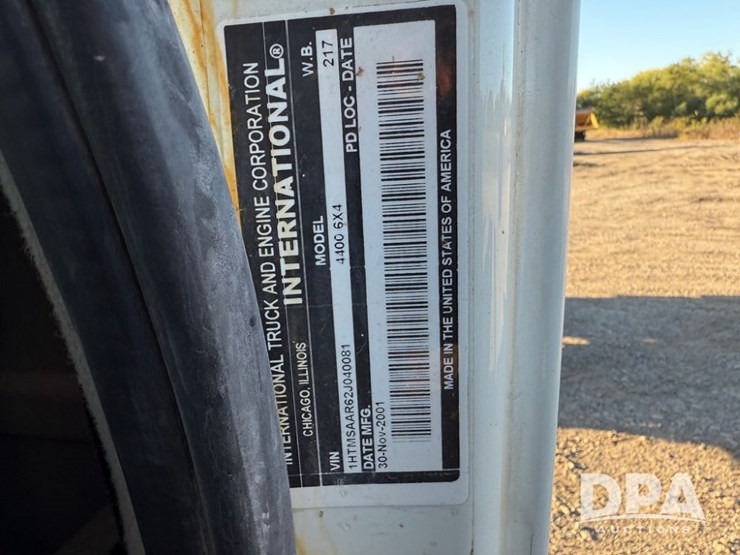 INTERNATIONAL TRUCK AND ENGINE CORPORATION
INTERNATIONAL®
CHICAGO, ILLINOIS
MODEL W.B.
4400 6X4 217
VIN
1HTMSAAR62J040081
DATE MFG. PD LOC - DATE
30-Nov-2001
MADE IN THE UNITED STATES OF AMERICA
DPA
AUCTIONS